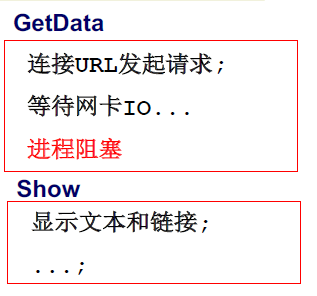 GetData
连接URL发起请求;
等待网卡IO...
进程阻塞
Show
显示文本和链接;
...;